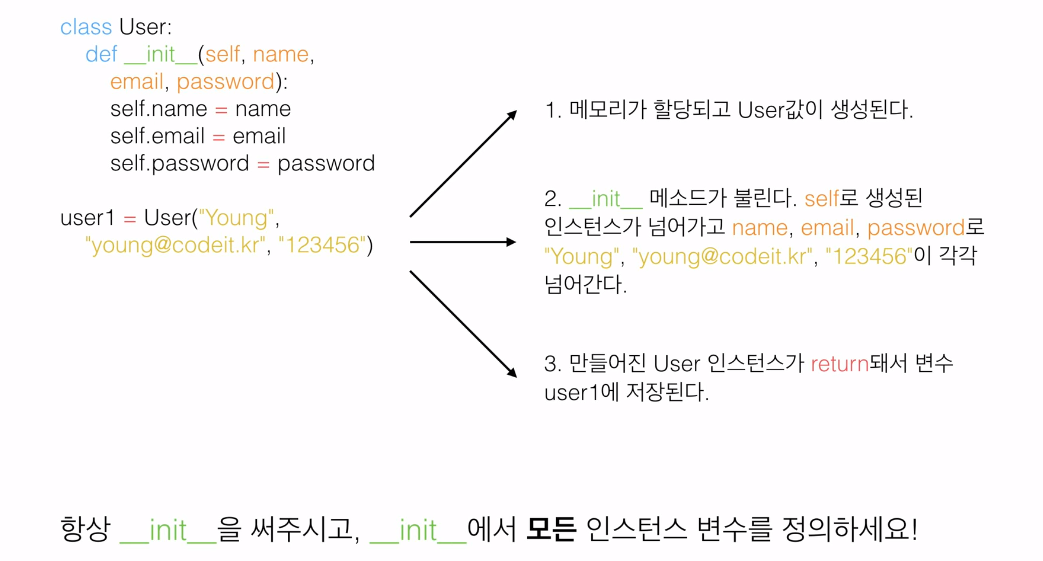 class User:
def __init__(self, name,
email, password):
self.name = name
self.email = email
self.password = password
user1 = User("Young",
"young@codeit.kr", "123456")
1. 메모리가 할당되고 User값이 생성된다.
2. __init__ 메소드가 불린다. self로 생성된
인스턴스가 넘어가고 name, email, password로
"Young", "young@codeit.kr", "123456"이 각각
넘어간다.
3. 만들어진 User 인스턴스가 return돼서 변수
user1에 저장된다.
항상 __init__을 써주시고, __init__에서 모든 인스턴스 변수를 정의하세요!